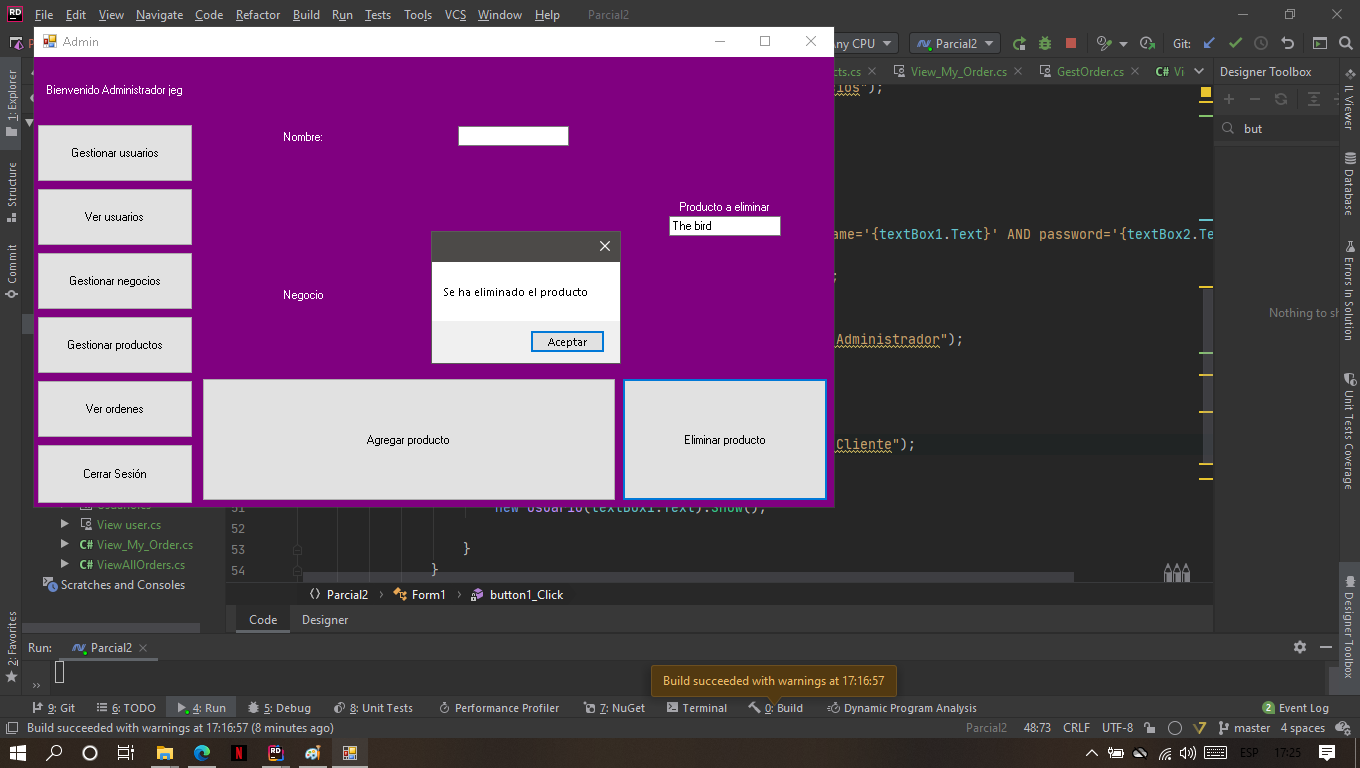 File Edit View Navigate Code Refactor Build Run Tests Tools VCS Window Help Parcial2
Admin
Any CPU Parcial2 Git:
Bienvenido Administrador jeg
Gestionar usuarios
Ver usuarios
Gestionar negocios
Gestionar productos
Ver ordenes
Cerrar Sesión
Nombre:
Negocio
Producto a eliminar
The bird
Se ha eliminado el producto
Aceptar
Agregar producto
Eliminar producto
cts.cs View_My_Order.cs GestOrder.cs C# Vi
ios");
ame='{textBox1.Text}' AND password='{textBox2.Te
;
Administrador");
Cliente");
51 new Usuario(textBox1.Text).Show();
52
53 }
54 }
View user.cs
C# View_My_Order.cs
C# ViewAllOrders.cs
Scratches and Consoles
Parcial2 Form1 button1_Click
Code Designer
Designer Toolbox
but
Nothing to sh
1: Explorer
Structure
Commit
2: Favorites
IL Viewer
Database
Errors In Solution
Unit Tests Coverage
Designer Toolbox
Run: Parcial2
Build succeeded with warnings at 17:16:57
9: Git 6: TODO 4: Run 5: Debug 8: Unit Tests Performance Profiler 7: NuGet Terminal 0: Build Dynamic Program Analysis 2 Event Log
Build succeeded with warnings at 17:16:57 (8 minutes ago) Parcial2 48:73 CRLF UTF-8 master 4 spaces
ESP 17:25